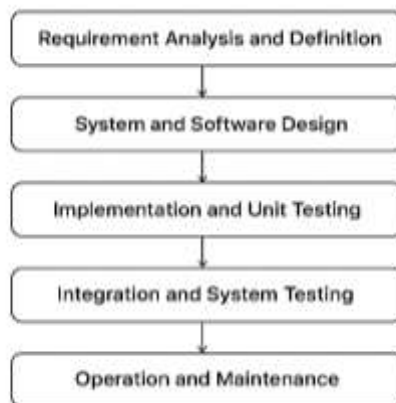 Requirement Analysis and Definition
System and Software Design
Implementation and Unit Testing
Integration and System Testing
Operation and Maintenance